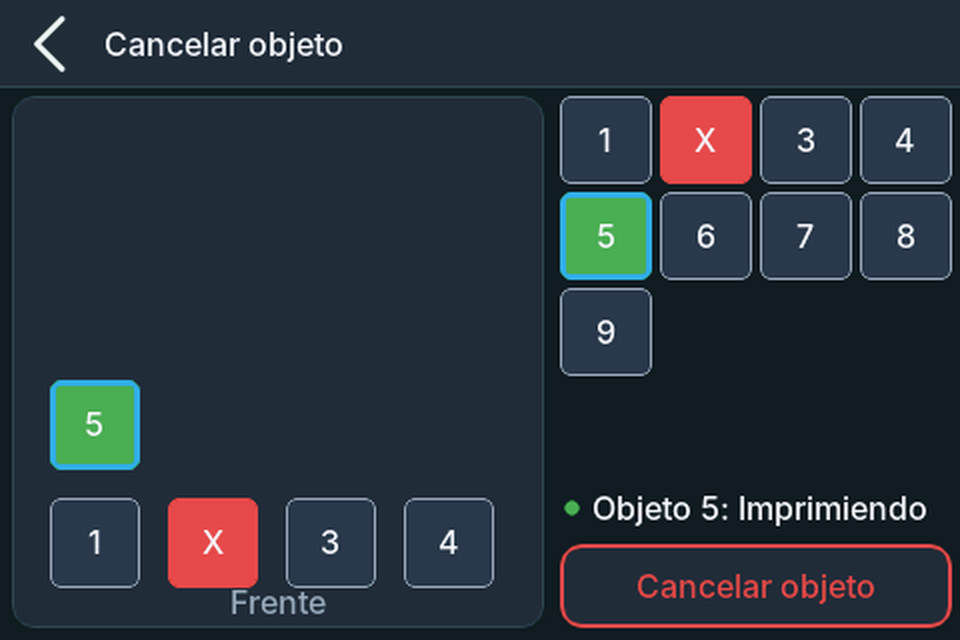 Cancelar objeto
5
1 X 3 4
Frente
1 X 3 4
5 6 7 8
9
Objeto 5: Imprimiendo
Cancelar objeto